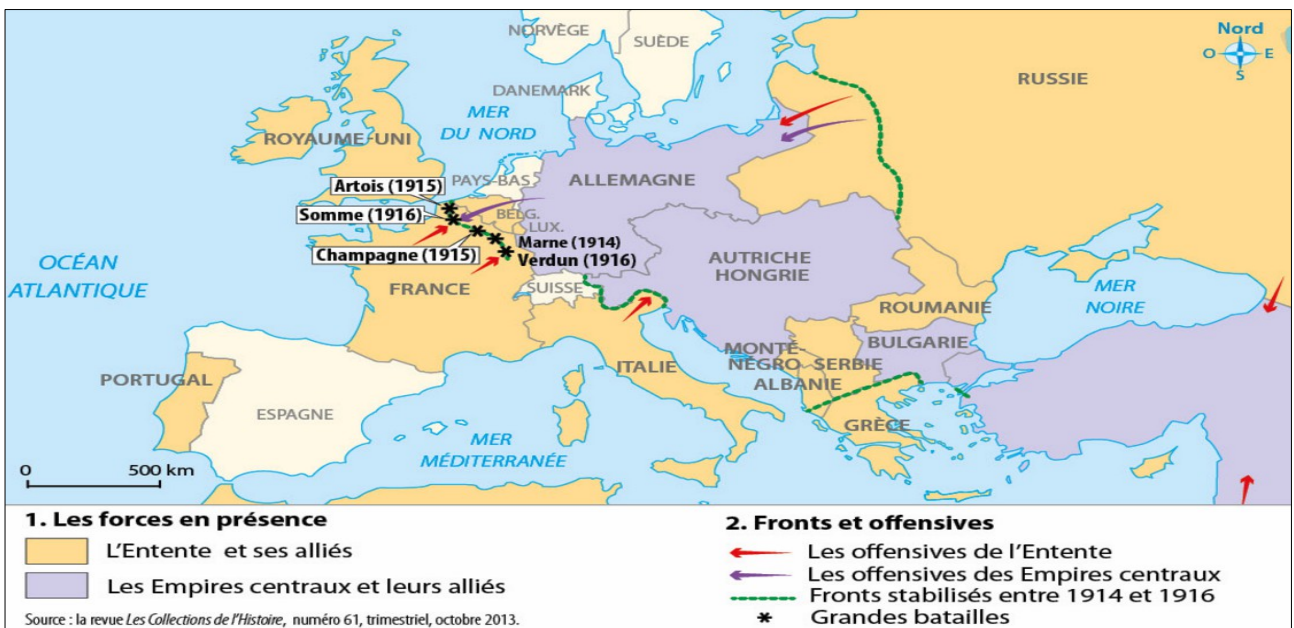 NORVÈGE
SUÈDE
Nord
O
E
S
RUSSIE
DANEMARK
MER
DU NORD
ROYAUME-UNI
PAYS-BAS
ALLEMAGNE
Artois (1915)
Somme (1916)
BELG.
LUX.
Champagne (1915)
Marne (1914)
Verdun (1916)
AUTRICHE
HONGRIE
OCÉAN
ATLANTIQUE
FRANCE
SUISSE
ROUMANIE
MER
NOIRE
MONTÉ-
NÉGRO
SERBIE
BULGARIE
ITALIE
ALBANIE
PORTUGAL
ESPAGNE
GRÈCE
MER
MÉDITERRANÉE
0
500 km
1. Les forces en présence
L'Entente et ses alliés
Les Empires centraux et leurs alliés
Source : la revue Les Collections de l'Histoire, numéro 61, trimestriel, octobre 2013.
2. Fronts et offensives
Les offensives de l'Entente
Les offensives des Empires centraux
Fronts stabilisés entre 1914 et 1916
Grandes batailles